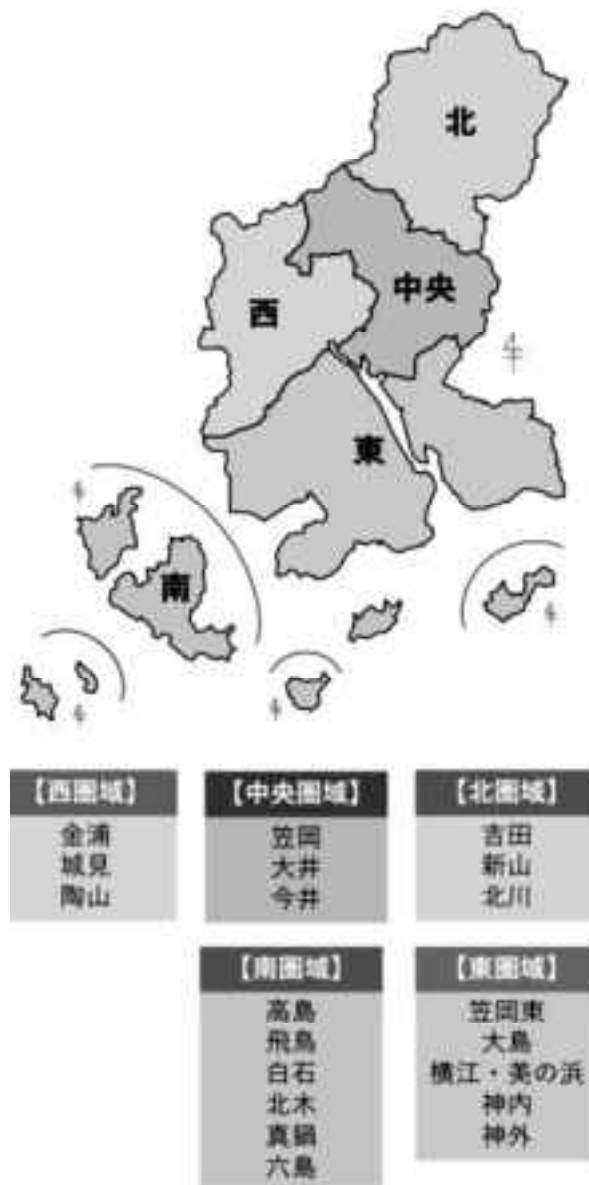 北
中央
西
東
南
【西圏域】
金浦
城見
陶山
【中央圏域】
笠岡
大井
今井
【北圏域】
吉田
新山
北川
【南圏域】
高島
飛島
白石
北木
真鍋
六島
【東圏域】
笠岡東
大島
横江・美の浜
神内
神外